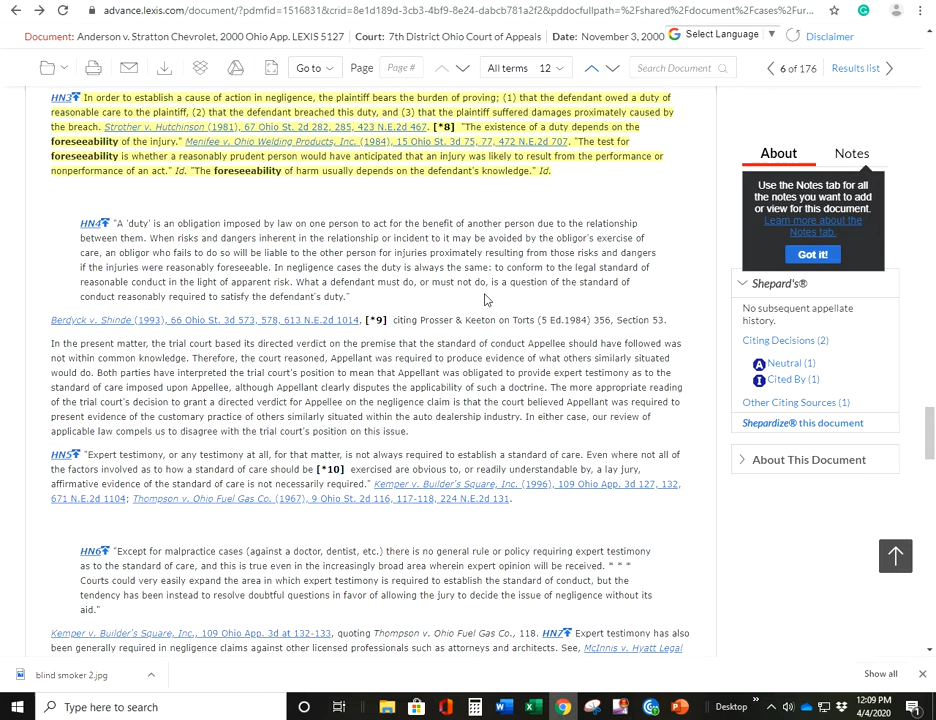 advance.lexis.com/document/?pdmfid=1516831&crid=8e1d189d-3cb3-4bf9-8e24-dabcb781a2f2&pddocfullpath=%2Fshared%2Fdocument%2Fcases%2Fur...
Document: Anderson v. Stratton Chevrolet, 2000 Ohio App. LEXIS 5127 Court: 7th District Ohio Court of Appeals Date: November 3, 2000 G Select Language Disclaimer
Go to Page Page # All terms 12 Search Document 6 of 176 Results list
HN3 In order to establish a cause of action in negligence, the plaintiff bears the burden of proving; (1) that the defendant owed a duty of
reasonable care to the plaintiff, (2) that the defendant breached this duty, and (3) that the plaintiff suffered damages proximately caused by
the breach. Strother v. Hutchinson (1981), 67 Ohio St. 2d 282, 285, 423 N.E.2d 467. [*8] "The existence of a duty depends on the
foreseeability of the injury." Menifee v. Ohio Welding Products, Inc. (1984), 15 Ohio St. 3d 75, 77, 472 N.E.2d 707. "The test for
foreseeability is whether a reasonably prudent person would have anticipated that an injury was likely to result from the performance or
nonperformance of an act." Id. "The foreseeability of harm usually depends on the defendant's knowledge." Id.
HN4 "A 'duty' is an obligation imposed by law on one person to act for the benefit of another person due to the relationship
between them. When risks and dangers inherent in the relationship or incident to it may be avoided by the obligor's exercise of
care, an obligor who fails to do so will be liable to the other person for injuries proximately resulting from those risks and dangers
if the injuries were reasonably foreseeable. In negligence cases the duty is always the same: to conform to the legal standard of
reasonable conduct in the light of apparent risk. What a defendant must do, or must not do, is a question of the standard of
conduct reasonably required to satisfy the defendant's duty."
Berdyck v. Shinde (1993), 66 Ohio St. 3d 573, 578, 613 N.E.2d 1014, [*9] citing Prosser & Keeton on Torts (5 Ed.1984) 356, Section 53.
In the present matter, the trial court based its directed verdict on the premise that the standard of conduct Appellee should have followed was
not within common knowledge. Therefore, the court reasoned, Appellant was required to produce evidence of what others similarly situated
would do. Both parties have interpreted the trial court's position to mean that Appellant was obligated to provide expert testimony as to the
standard of care imposed upon Appellee, although Appellant clearly disputes the applicability of such a doctrine. The more appropriate reading
of the trial court's decision to grant a directed verdict for Appellee on the negligence claim is that the court believed Appellant was required to
present evidence of the customary practice of others similarly situated within the auto dealership industry. In either case, our review of
applicable law compels us to disagree with the trial court's position on this issue.
HN5 "Expert testimony, or any testimony at all, for that matter, is not always required to establish a standard of care. Even where not all of
the factors involved as to how a standard of care should be [*10] exercised are obvious to, or readily understandable by, a lay jury,
affirmative evidence of the standard of care is not necessarily required." Kemper v. Builder's Square, Inc. (1996), 109 Ohio App. 3d 127, 132,
671 N.E.2d 1104; Thompson v. Ohio Fuel Gas Co. (1967), 9 Ohio St. 2d 116, 117-118, 224 N.E.2d 131.
HN6 "Except for malpractice cases (against a doctor, dentist, etc.) there is no general rule or policy requiring expert testimony
as to the standard of care, and this is true even in the increasingly broad area wherein expert opinion will be received. * * *
Courts could very easily expand the area in which expert testimony is required to establish the standard of conduct, but the
tendency has been instead to resolve doubtful questions in favor of allowing the jury to decide the issue of negligence without its
aid."
Kemper v. Builder's Square, Inc., 109 Ohio App. 3d at 132-133, quoting Thompson v. Ohio Fuel Gas Co., 118. HN7 Expert testimony has also
been generally required in negligence claims against other licensed professionals such as attorneys and architects. See, McInnis v. Hyatt Legal
About Notes
Use the Notes tab for all
the notes you want to add
or view for this document.
Learn more about the
Notes tab.
Got it!
Shepard's®
No subsequent appellate
history.
Citing Decisions (2)
A Neutral (1)
I Cited By (1)
Other Citing Sources (1)
Shepardize® this document
About This Document
blind smoker 2.jpg
Show all
Type here to search
Desktop
12:09 PM
4/4/2020